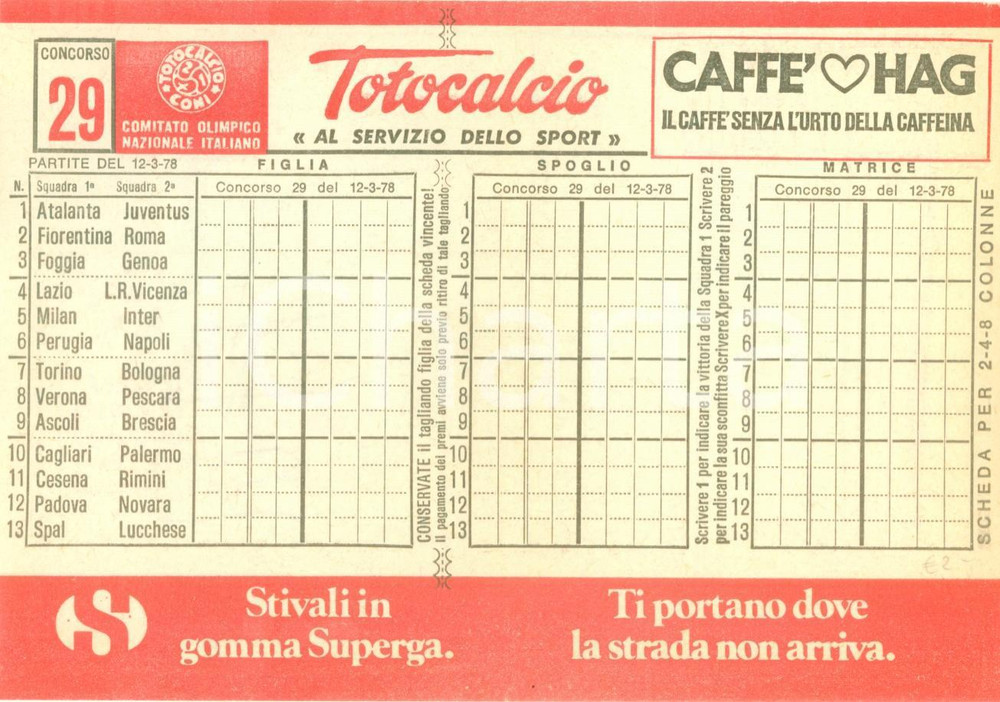 CONCORSO
29
TOTOCALCIO
CONI
COMITATO OLIMPICO
NAZIONALE ITALIANO
Totocalcio
« AL SERVIZIO DELLO SPORT »
CAFFE' HAG
IL CAFFE' SENZA L'URTO DELLA CAFFEINA
PARTITE DEL 12-3-78
FIGLIA
N. Squadra 1ª Squadra 2ª Concorso 29 del 12-3-78
1 Atalanta Juventus
2 Fiorentina Roma
3 Foggia Genoa
4 Lazio L.R.Vicenza
5 Milan Inter
6 Perugia Napoli
7 Torino Bologna
8 Verona Pescara
9 Ascoli Brescia
10 Cagliari Palermo
11 Cesena Rimini
12 Padova Novara
13 Spal Lucchese
CONSERVATE il tagliando figlia della scheda vincente!
Il pagamento dei premi avviene solo previo ritiro di tale tagliando
SPOGLIO
Concorso 29 del 12-3-78
1
2
3
4
5
6
7
8
9
10
11
12
13
Scrivere 1 per indicare la vittoria della Squadra 1 Scrivere 2
per indicare la sua sconfitta Scrivere X per indicare il pareggio
MATRICE
Concorso 29 del 12-3-78
1
2
3
4
5
6
7
8
9
10
11
12
13
SCHEDA PER 2-4-8 COLONNE
€ 2-
Stivali in
gomma Superga.
Ti portano dove
la strada non arriva.